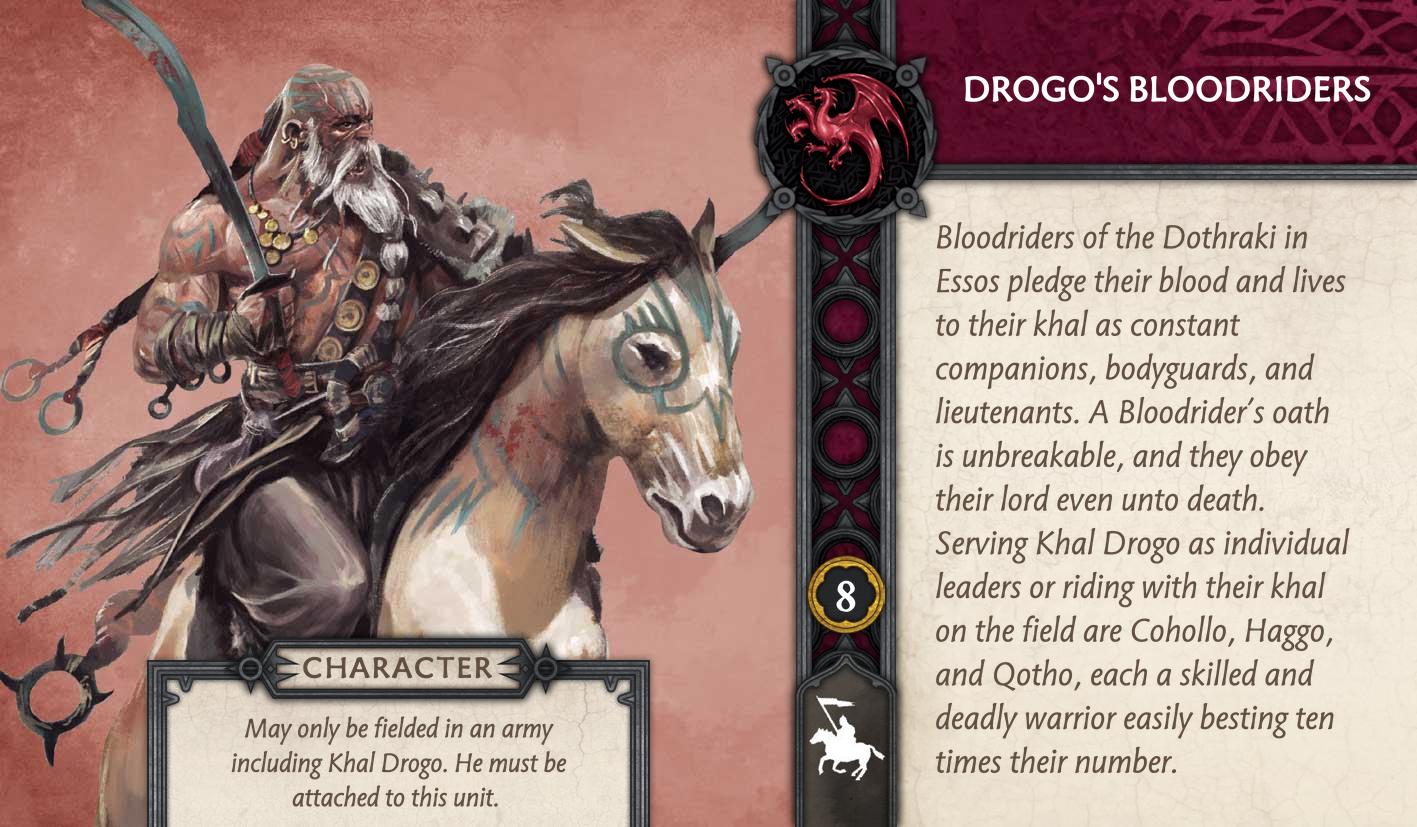 DROGO'S BLOODRIDERS
Bloodriders of the Dothraki in
Essos pledge their blood and lives
to their khal as constant
companions, bodyguards, and
lieutenants. A Bloodrider's oath
is unbreakable, and they obey
their lord even unto death.
Serving Khal Drogo as individual
leaders or riding with their khal
on the field are Cohollo, Haggo,
and Qotho, each a skilled and
deadly warrior easily besting ten
times their number.
8
CHARACTER
May only be fielded in an army
including Khal Drogo. He must be
attached to this unit.